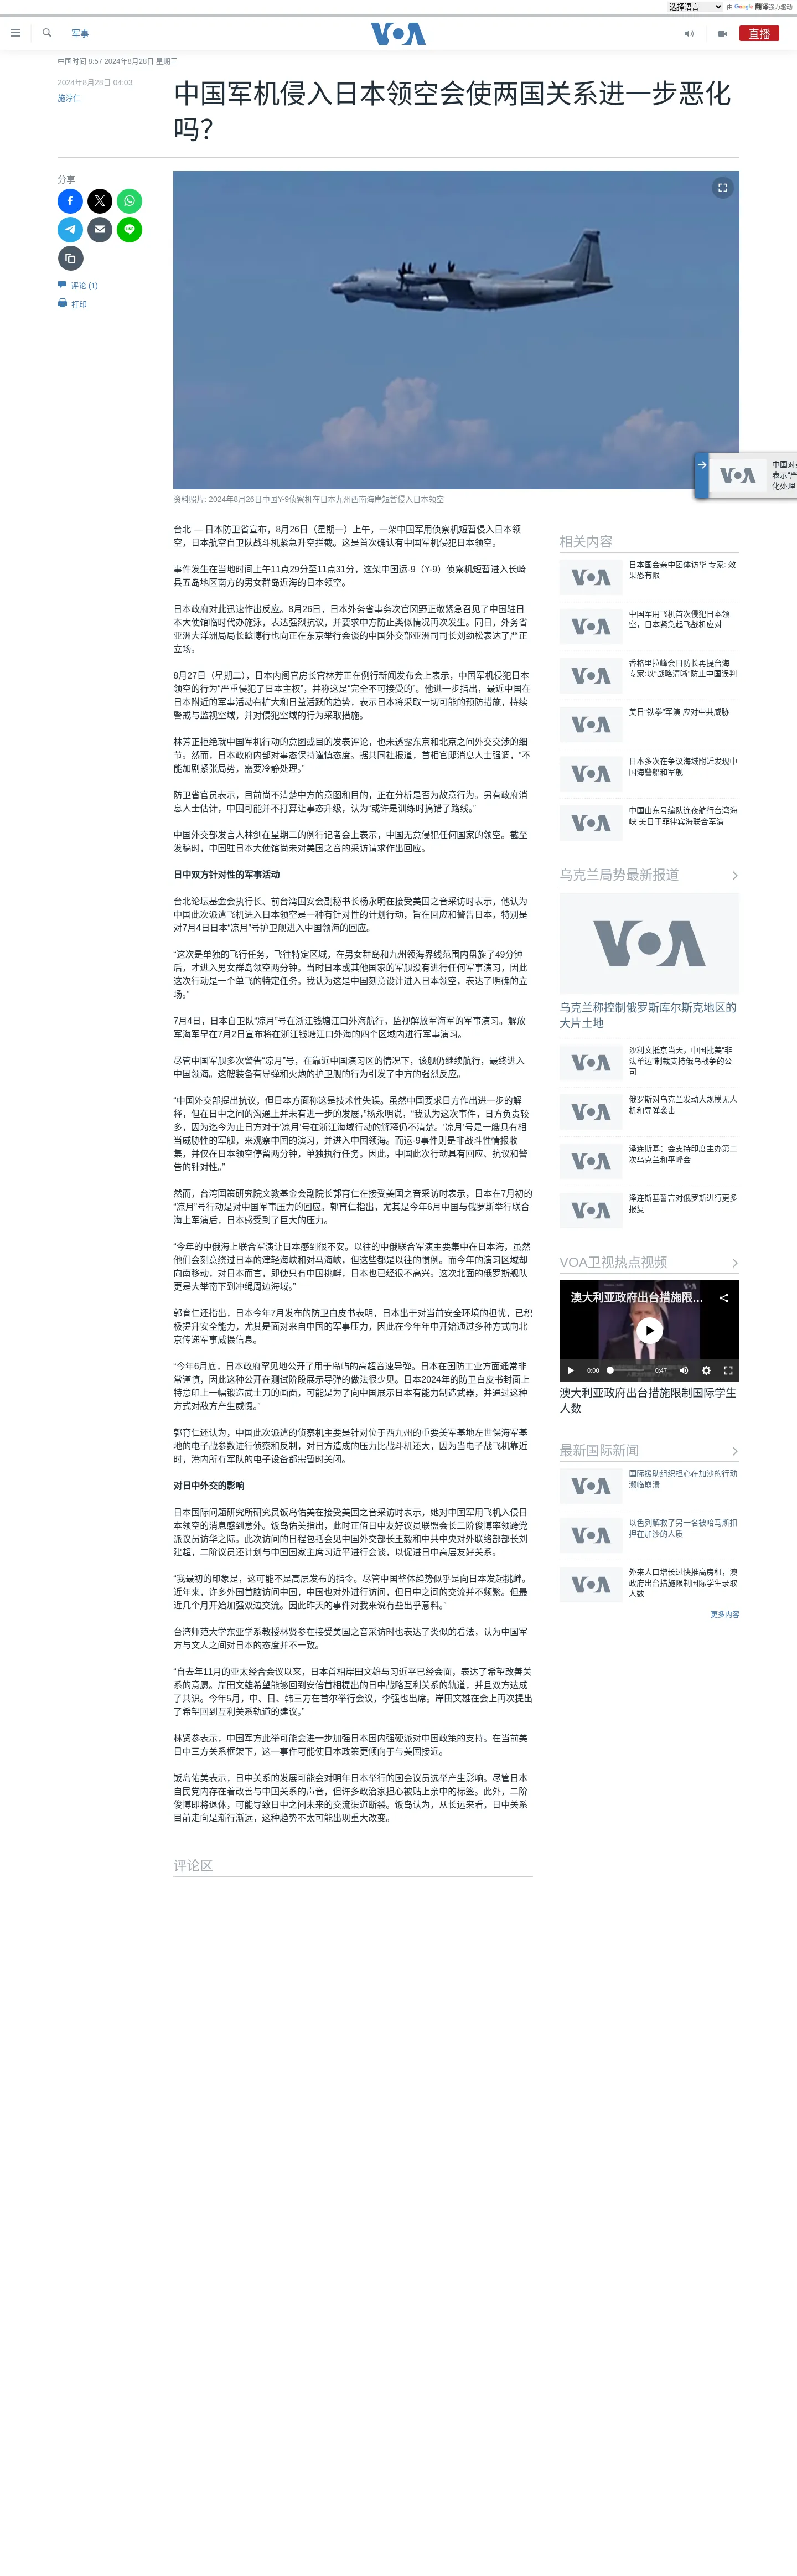 选择语言 由 Google 翻译强力驱动
军事
VOA
直播
中国时间 8:57 2024年8月28日 星期三
2024年8月28日 04:03
施淳仁
中国军机侵入日本领空会使两国关系进一步恶化
吗？
分享
评论 (1)
打印
资料照片: 2024年8月26日中国Y-9侦察机在日本九州西南海岸短暂侵入日本领空
VOA
中国对
表示"严
化处理
台北 — 日本防卫省宣布，8月26日（星期一）上午，一架中国军用侦察机短暂侵入日本领
空，日本航空自卫队战斗机紧急升空拦截。这是首次确认有中国军机侵犯日本领空。
事件发生在当地时间上午11点29分至11点31分，这架中国运-9（Y-9）侦察机短暂进入长崎
县五岛地区南方的男女群岛近海的日本领空。
日本政府对此迅速作出反应。8月26日，日本外务省事务次官冈野正敬紧急召见了中国驻日
本大使馆临时代办施泳，表达强烈抗议，并要求中方防止类似情况再次发生。同日，外务省
亚洲大洋洲局局长鲶博行也向正在东京举行会谈的中国外交部亚洲司司长刘劲松表达了严正
立场。
8月27日（星期二），日本内阁官房长官林芳正在例行新闻发布会上表示，中国军机侵犯日本
领空的行为“严重侵犯了日本主权”，并称这是“完全不可接受的”。他进一步指出，最近中国在
日本附近的军事活动有扩大和日益活跃的趋势，表示日本将采取一切可能的预防措施，持续
警戒与监视空域，并对侵犯空域的行为采取措施。
林芳正拒绝就中国军机行动的意图或目的发表评论，也未透露东京和北京之间外交交涉的细
节。然而，日本政府内部对事态保持谨慎态度。据共同社报道，首相官邸消息人士强调，“不
能加剧紧张局势，需要冷静处理。”
防卫省官员表示，目前尚不清楚中方的意图和目的，正在分析是否为故意行为。另有政府消
息人士估计，中国可能并不打算让事态升级，认为“或许是训练时搞错了路线。”
中国外交部发言人林剑在星期二的例行记者会上表示，中国无意侵犯任何国家的领空。截至
发稿时，中国驻日本大使馆尚未对美国之音的采访请求作出回应。
日中双方针对性的军事活动
台北论坛基金会执行长、前台湾国安会副秘书长杨永明在接受美国之音采访时表示，他认为
中国此次派遣飞机进入日本领空是一种有针对性的计划行动，旨在回应和警告日本，特别是
对7月4日日本“凉月”号护卫舰进入中国领海的回应。
“这次是单独的飞行任务，飞往特定区域，在男女群岛和九州领海界线范围内盘旋了49分钟
后，才进入男女群岛领空两分钟。当时日本或其他国家的军舰没有进行任何军事演习，因此
这次行动是一个单飞的特定任务。我认为这是中国刻意设计进入日本领空，表达了明确的立
场。”
7月4日，日本自卫队“凉月”号在浙江钱塘江口外海航行，监视解放军海军的军事演习。解放
军海军早在7月2日宣布将在浙江钱塘江口外海的四个区域内进行军事演习。
尽管中国军舰多次警告“凉月”号，在靠近中国演习区的情况下，该舰仍继续航行，最终进入
中国领海。这艘装备有导弹和火炮的护卫舰的行为引发了中方的强烈反应。
“中国外交部提出抗议，但日本方面称这是技术性失误。虽然中国要求日方作出进一步的解
释，但在日中之间的沟通上并未有进一步的发展，”杨永明说，“我认为这次事件，日方负责较
多，因为迄今为止日方对于‘凉月’号在浙江海域行动的解释仍不清楚。‘凉月’号是一艘具有相
当威胁性的军舰，来观察中国的演习，并进入中国领海。而运-9事件则是非战斗性情报收
集，并仅在日本领空停留两分钟，单独执行任务。因此，中国此次行动具有回应、抗议和警
告的针对性。”
然而，台湾国策研究院文教基金会副院长郭育仁在接受美国之音采访时表示，日本在7月初的
“凉月”号行动是对中国军事压力的回应。郭育仁指出，尤其是今年6月中国与俄罗斯举行联合
海上军演后，日本感受到了巨大的压力。
“今年的中俄海上联合军演让日本感到很不安。以往的中俄联合军演主要集中在日本海，虽然
他们会刻意绕过日本的津轻海峡和对马海峡，但这些都是以往的惯例。而今年的演习区域却
向南移动，对日本而言，即使只有中国挑衅，日本也已经很不高兴。这次北面的俄罗斯舰队
更是大举南下到冲绳周边海域。”
郭育仁还指出，日本今年7月发布的防卫白皮书表明，日本出于对当前安全环境的担忧，已积
极提升安全能力，尤其是面对来自中国的军事压力，因此在今年年中开始通过多种方式向北
京传递军事威慑信息。
“今年6月底，日本政府罕见地公开了用于岛屿的高超音速导弹。日本在国防工业方面通常非
常谨慎，因此这种公开在测试阶段展示导弹的做法很少见。日本2024年的防卫白皮书封面上
特意印上一幅锻造武士刀的画面，可能是为了向中国展示日本有能力制造武器，并通过这种
方式对敌方产生威慑。”
郭育仁还认为，中国此次派遣的侦察机主要是针对位于西九州的重要美军基地左世保海军基
地的电子战参数进行侦察和反制，对日方造成的压力比战斗机还大，因为当电子战飞机靠近
时，港内所有军队的电子设备都需暂时关闭。
对日中外交的影响
日本国际问题研究所研究员饭岛佑美在接受美国之音采访时表示，她对中国军用飞机入侵日
本领空的消息感到意外。饭岛佑美指出，此时正值日中友好议员联盟会长二阶俊博率领跨党
派议员访华之际。此次访问的日程包括会见中国外交部长王毅和中共中央对外联络部部长刘
建超，二阶议员还计划与中国国家主席习近平进行会谈，以促进日中高层友好关系。
“我最初的印象是，这可能不是高层发布的指令。尽管中国整体趋势似乎是向日本发起挑衅。
近年来，许多外国首脑访问中国，中国也对外进行访问，但日中之间的交流并不频繁。但最
近几个月开始加强双边交流。因此昨天的事件对我来说有些出乎意料。”
台湾师范大学东亚学系教授林贤参在接受美国之音采访时也表达了类似的看法，认为中国军
方与文人之间对日本的态度并不一致。
“自去年11月的亚太经合会议以来，日本首相岸田文雄与习近平已经会面，表达了希望改善关
系的意愿。岸田文雄希望能够回到安倍首相提出的日中战略互利关系的轨道，并且双方达成
了共识。今年5月，中、日、韩三方在首尔举行会议，李强也出席。岸田文雄在会上再次提出
了希望回到互利关系轨道的建议。”
林贤参表示，中国军方此举可能会进一步加强日本国内强硬派对中国政策的支持。在当前美
日中三方关系框架下，这一事件可能使日本政策更倾向于与美国接近。
饭岛佑美表示，日中关系的发展可能会对明年日本举行的国会议员选举产生影响。尽管日本
自民党内存在着改善与中国关系的声音，但许多政治家担心被贴上亲中的标签。此外，二阶
俊博即将退休，可能导致日中之间未来的交流渠道断裂。饭岛认为，从长远来看，日中关系
目前走向是渐行渐远，这种趋势不太可能出现重大改变。
评论区
相关内容
VOA
日本国会亲中团体访华 专家: 效
果恐有限
VOA
中国军用飞机首次侵犯日本领
空，日本紧急起飞战机应对
VOA
香格里拉峰会日防长再提台海
专家:以“战略清晰”防止中国误判
VOA
美日“铁拳”军演 应对中共威胁
VOA
日本多次在争议海域附近发现中
国海警船和军舰
VOA
中国山东号编队连夜航行台湾海
峡 美日于菲律宾海联合军演
乌克兰局势最新报道
VOA
乌克兰称控制俄罗斯库尔斯克地区的
大片土地
VOA
沙利文抵京当天，中国批美“非
法单边”制裁支持俄乌战争的公
司
VOA
俄罗斯对乌克兰发动大规模无人
机和导弹袭击
VOA
泽连斯基：会支持印度主办第二
次乌克兰和平峰会
VOA
泽连斯基誓言对俄罗斯进行更多
报复
VOA卫视热点视频
澳大利亚政府出台措施限...
VOA
0:00
0:47
澳大利亚政府出台措施限制国际学生
人数
最新国际新闻
VOA
国际援助组织担心在加沙的行动
濒临崩溃
VOA
以色列解救了另一名被哈马斯扣
押在加沙的人质
VOA
外来人口增长过快推高房租，澳
政府出台措施限制国际学生录取
人数
更多内容